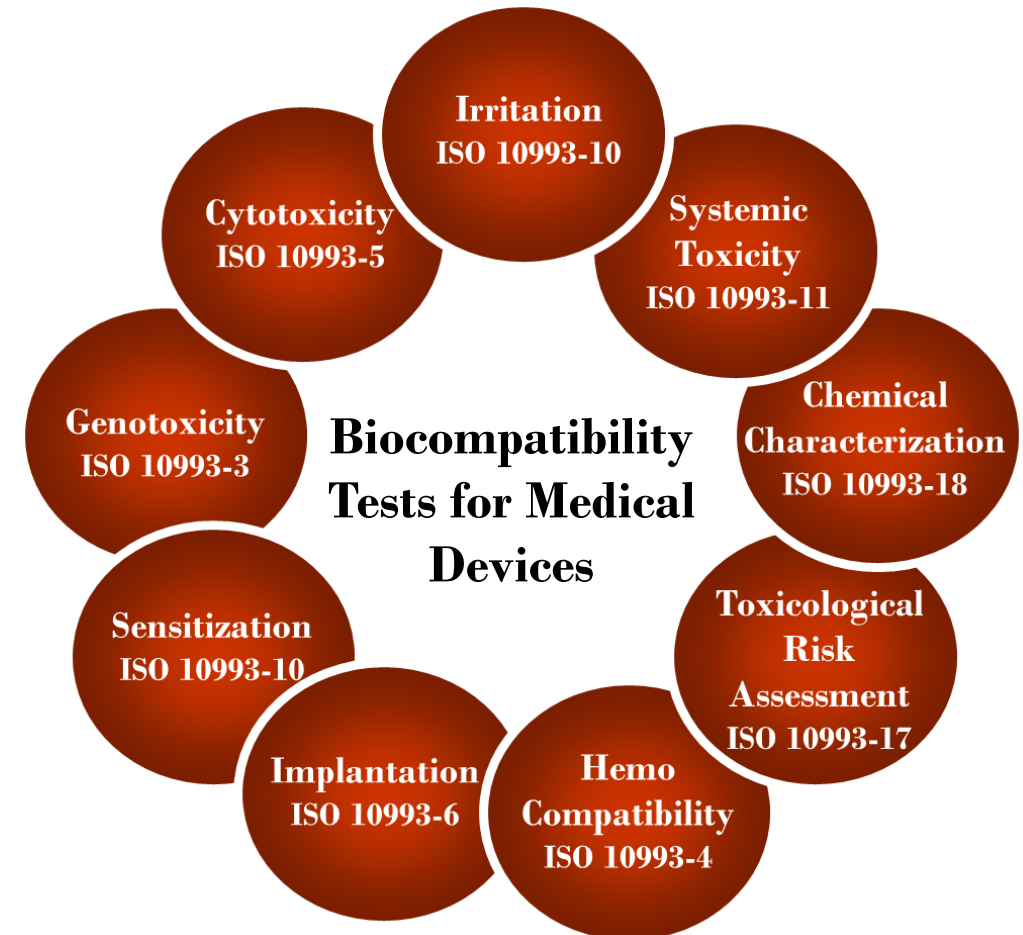 Irritation
ISO 10993-10
Systemic
Toxicity
ISO 10993-11
Chemical
Characterization
ISO 10993-18
Toxicological
Risk
Assessment
ISO 10993-17
Hemo
Compatibility
ISO 10993-4
Implantation
ISO 10993-6
Sensitization
ISO 10993-10
Genotoxicity
ISO 10993-3
Cytotoxicity
ISO 10993-5
Biocompatibility
Tests for Medical
Devices